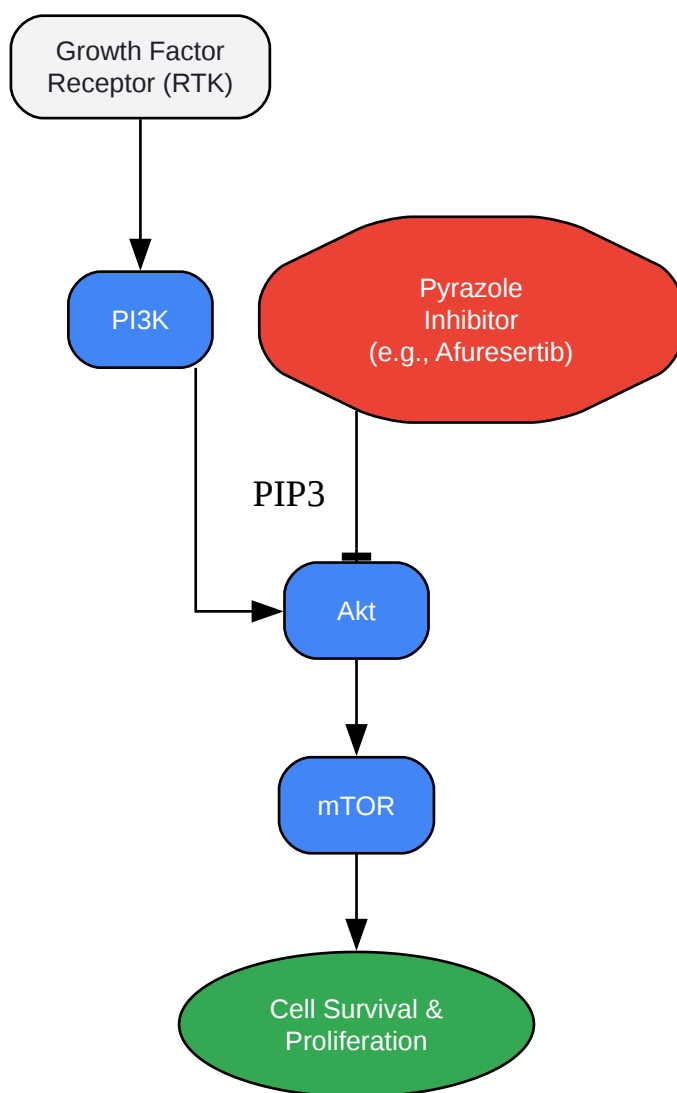 Growth Factor
Receptor (RTK)
PI3K
Pyrazole
Inhibitor
(e.g., Afuresertib)
PIP3
Akt
mTOR
Cell Survival &
Proliferation